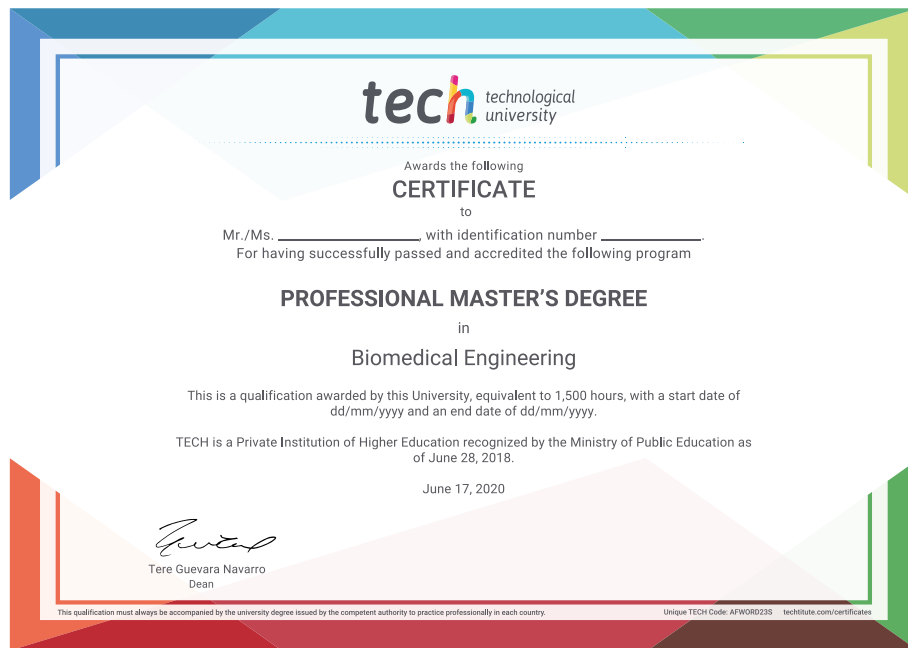 tech technological
university
Awards the following
CERTIFICATE
to
Mr./Ms. ____________________, with identification number ______________.
For having successfully passed and accredited the following program
PROFESSIONAL MASTER'S DEGREE
in
Biomedical Engineering
This is a qualification awarded by this University, equivalent to 1,500 hours, with a start date of
dd/mm/yyyy and an end date of dd/mm/yyyy.
TECH is a Private Institution of Higher Education recognized by the Ministry of Public Education as
of June 28, 2018.
June 17, 2020
Tere Guevara Navarro
Dean
This qualification must always be accompanied by the university degree issued by the competent authority to practice professionally in each country. Unique TECH Code: AFWORD23S techtitute.com/certificates